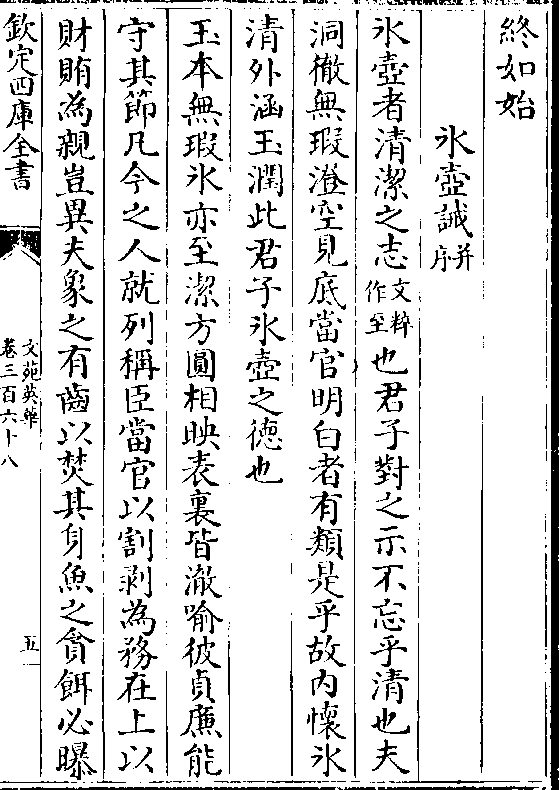 終如始
氷壺誡并序
氷壺者清潔之志文粹作至也君子對之示不忘乎清也夫
洞徹無瑕澄空見底當官明白者有類是乎故内懷氷
清外涵玉潤此君子氷壺之徳也
玉本無瑕氷亦至潔方圓相映表裏皆澈喻彼貞廉能
守其節凡今之人就列稱臣當官以割剥為務在上以
財賄為親豈異夫象之有齒以焚其身魚之貪餌必曝
欽定四庫全書
文苑英華
卷三百六十八
五